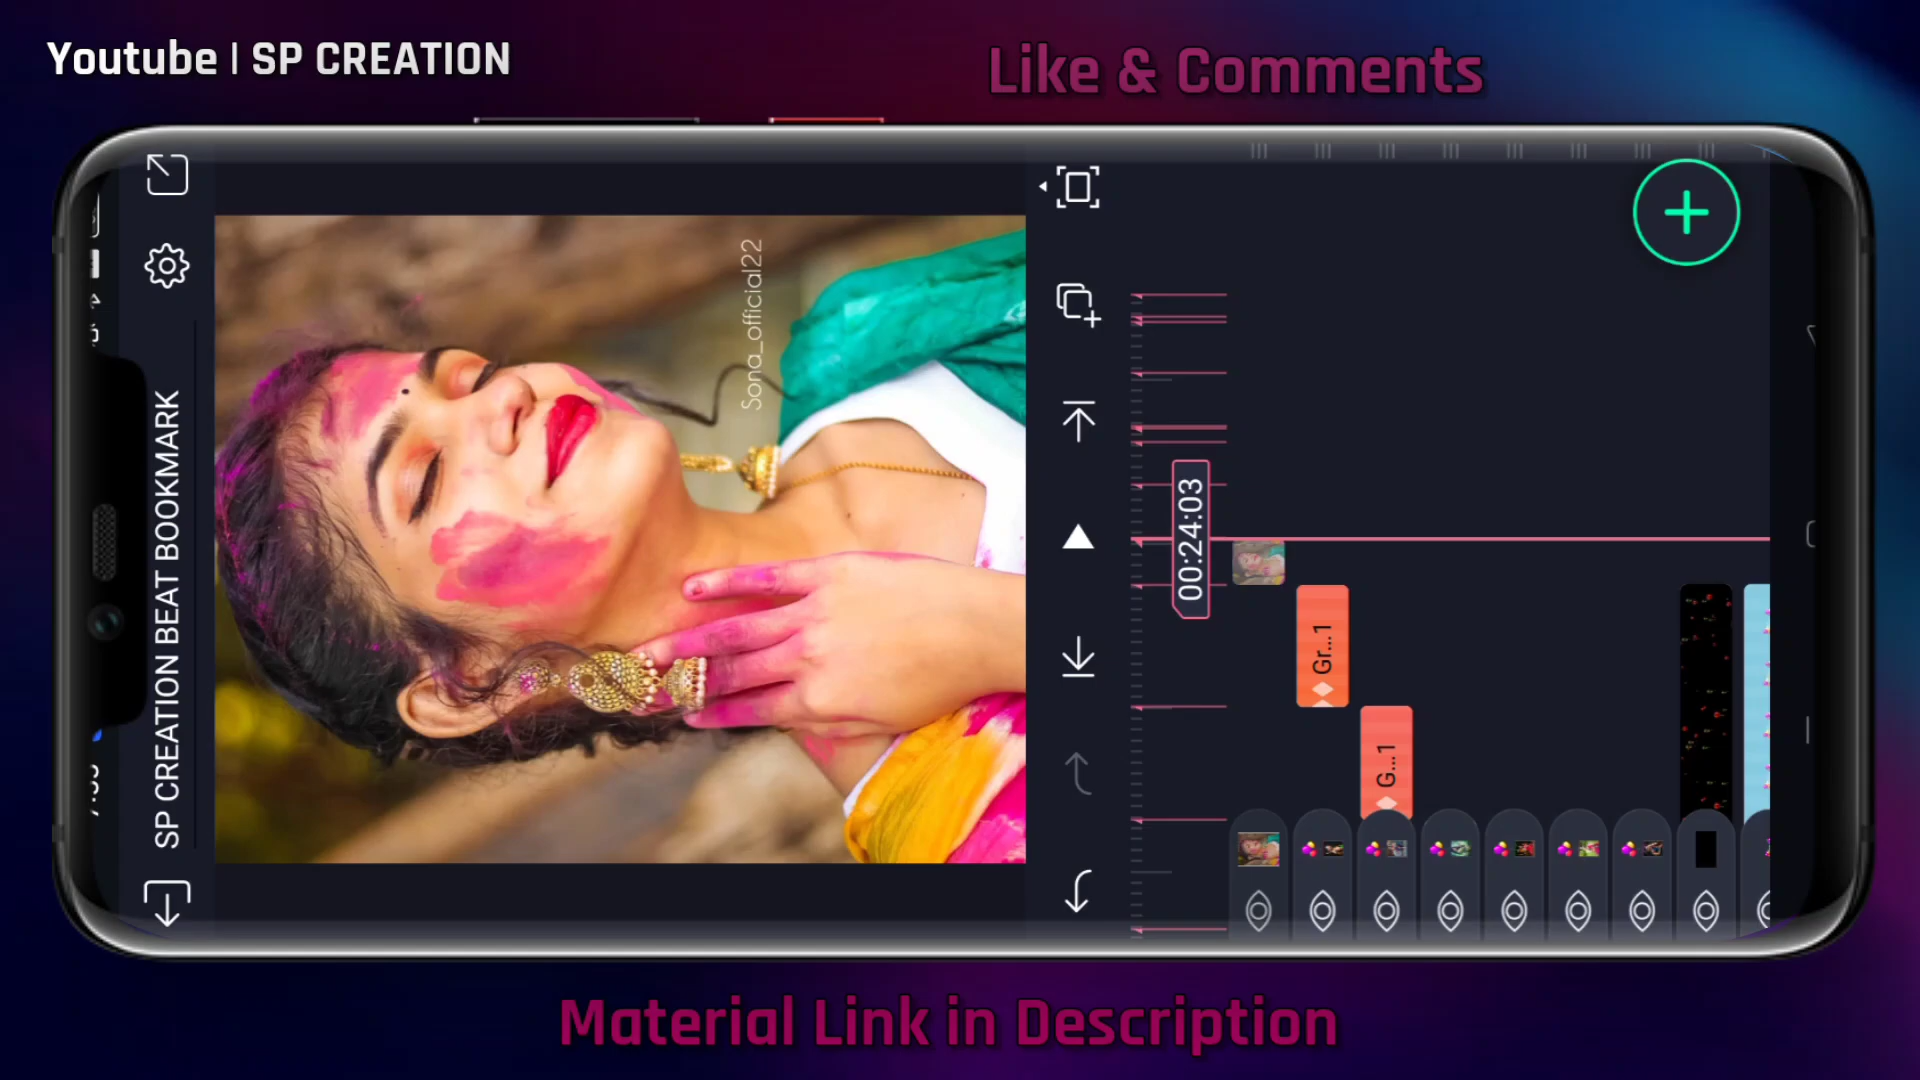 Youtube | SP CREATION
Like & Comments
SP CREATION BEAT BOOKMARK
Sona_official22
00:24:03
Gr...1
G...1
Material Link in Description